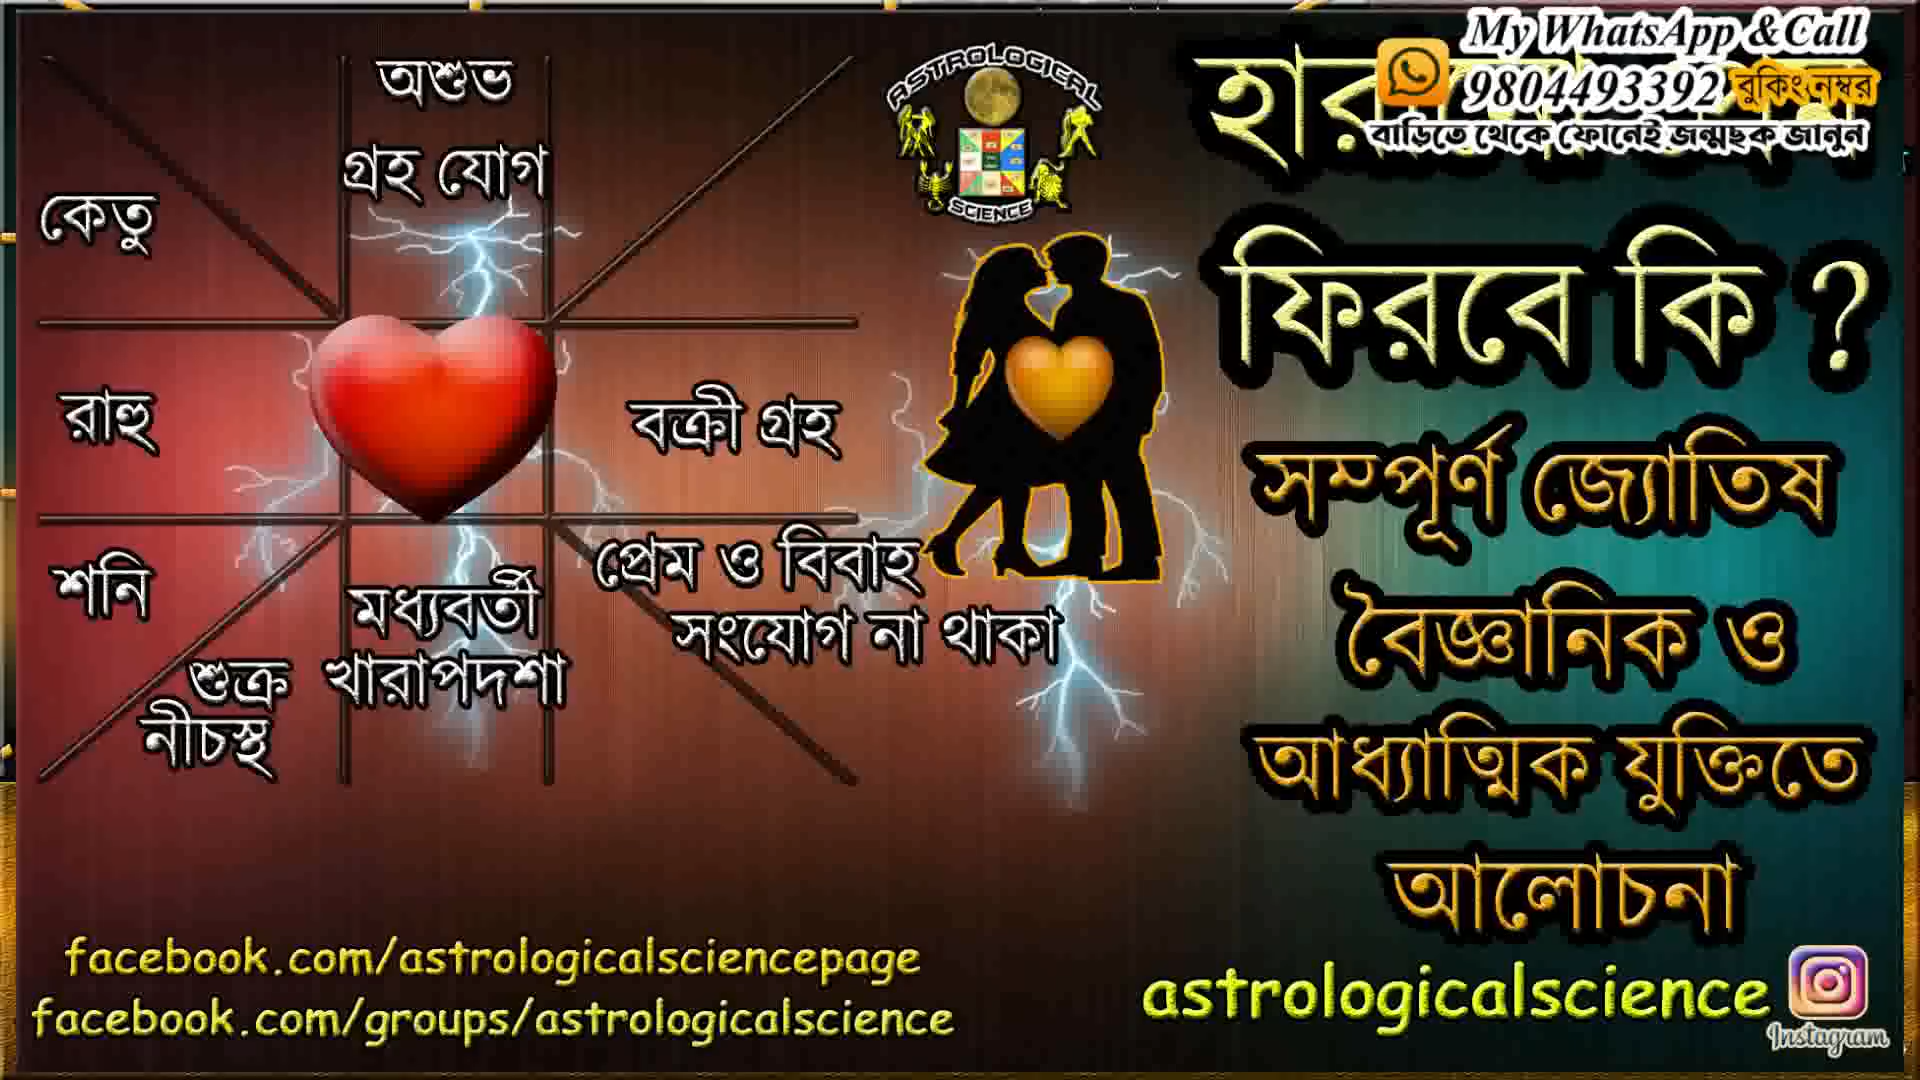 অশুভ
গ্রহ যোগ
কেতু
রাহু
বক্রী গ্রহ
শনি
প্রেম ও বিবাহ
সংযোগ না থাকা
মধ্যবর্তী
খারাপদশা
শুক্র
নীচস্থ
ASTROLOGICAL
SCIENCE
My WhatsApp & Call
9804493392 বুকিং নম্বর
বাড়িতে থেকে ফোনেই জন্মছক জানুন
ফিরবে কি ?
সম্পূর্ণ জ্যোতিষ
বৈজ্ঞানিক ও
আধ্যাত্মিক যুক্তিতে
আলোচনা
facebook.com/astrologicalsciencepage
facebook.com/groups/astrologicalscience
astrologicalscience
Instagram